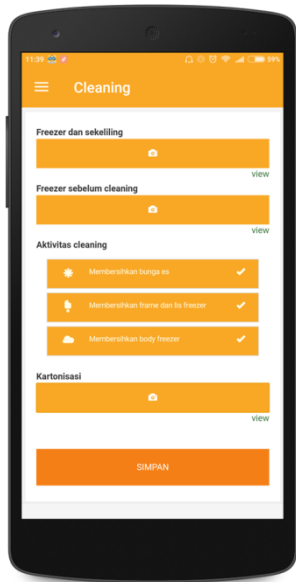 11:39
59%
Cleaning
Freezer dan sekeliling
view
Freezer sebelum cleaning
view
Aktivitas cleaning
Membersihkan bunga es
Membersihkan frame dan lis freezer
Membersihkan body freezer
Kartonisasi
view
SIMPAN